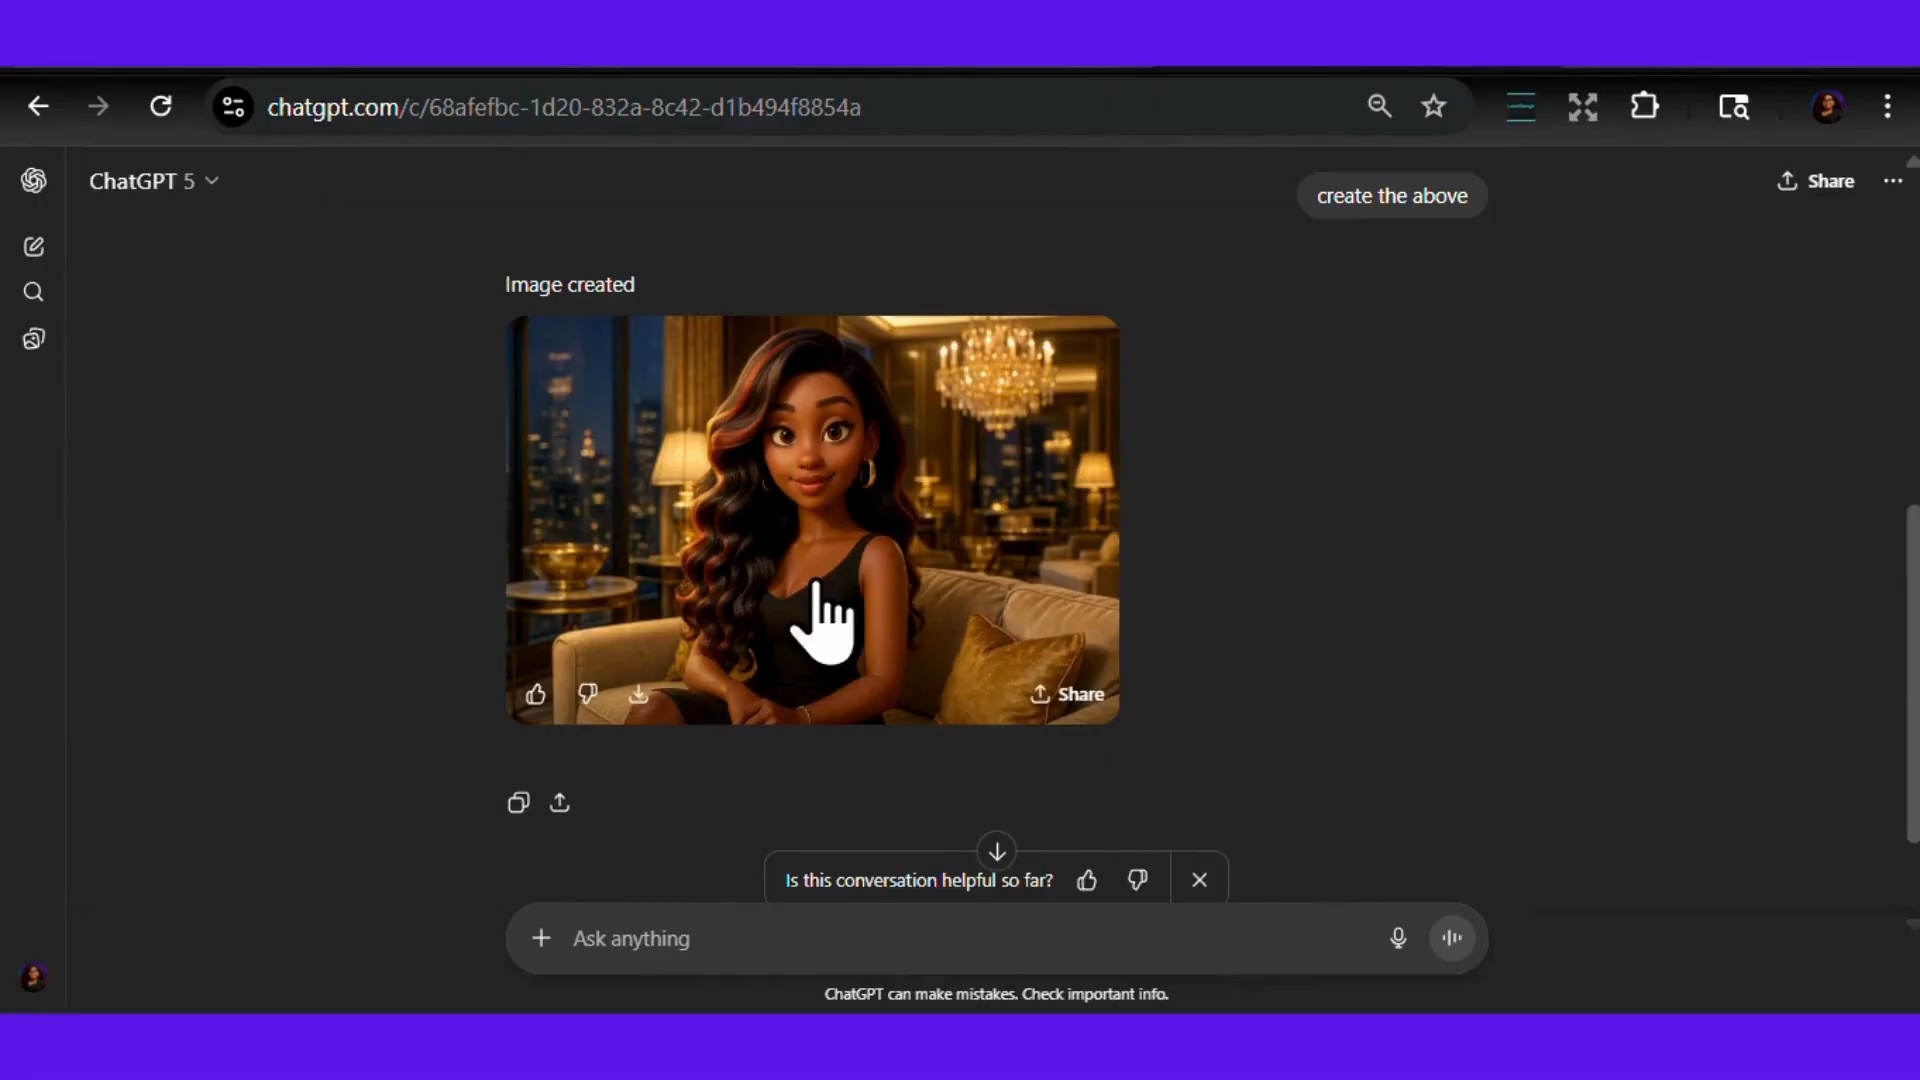 chatgpt.com/c/68afefbc-1d20-832a-8c42-d1b494f8854a
ChatGPT 5
Share
create the above
Image created
Share
Is this conversation helpful so far?
Ask anything
ChatGPT can make mistakes. Check important info.